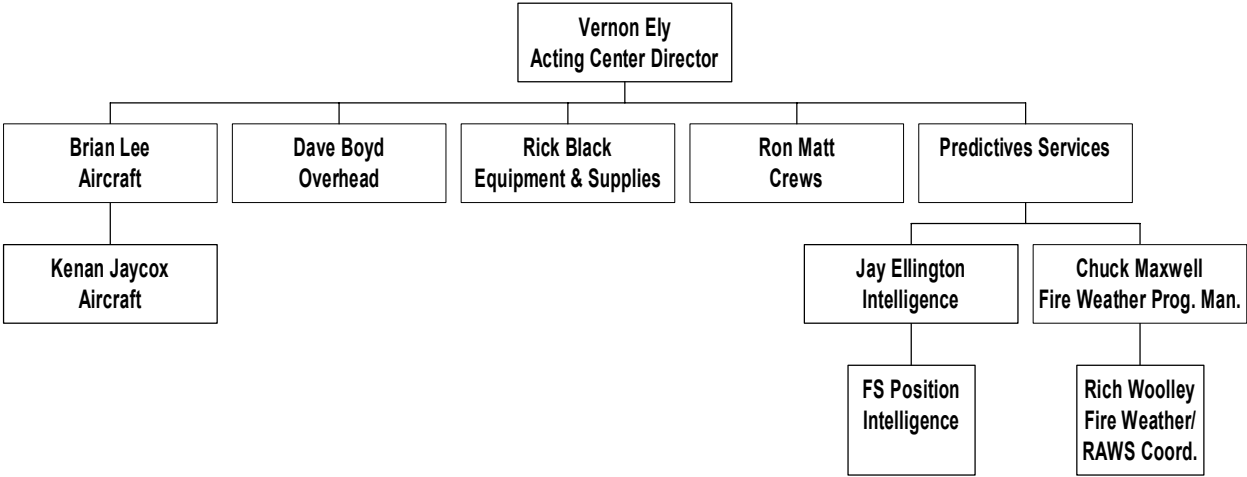 Vernon Ely
Acting Center Director
Brian Lee
Aircraft
Dave Boyd
Overhead
Rick Black
Equipment & Supplies
Ron Matt
Crews
Predictives Services
Kenan Jaycox
Aircraft
Jay Ellington
Intelligence
Chuck Maxwell
Fire Weather Prog. Man.
FS Position
Intelligence
Rich Woolley
Fire Weather/
RAWS Coord.